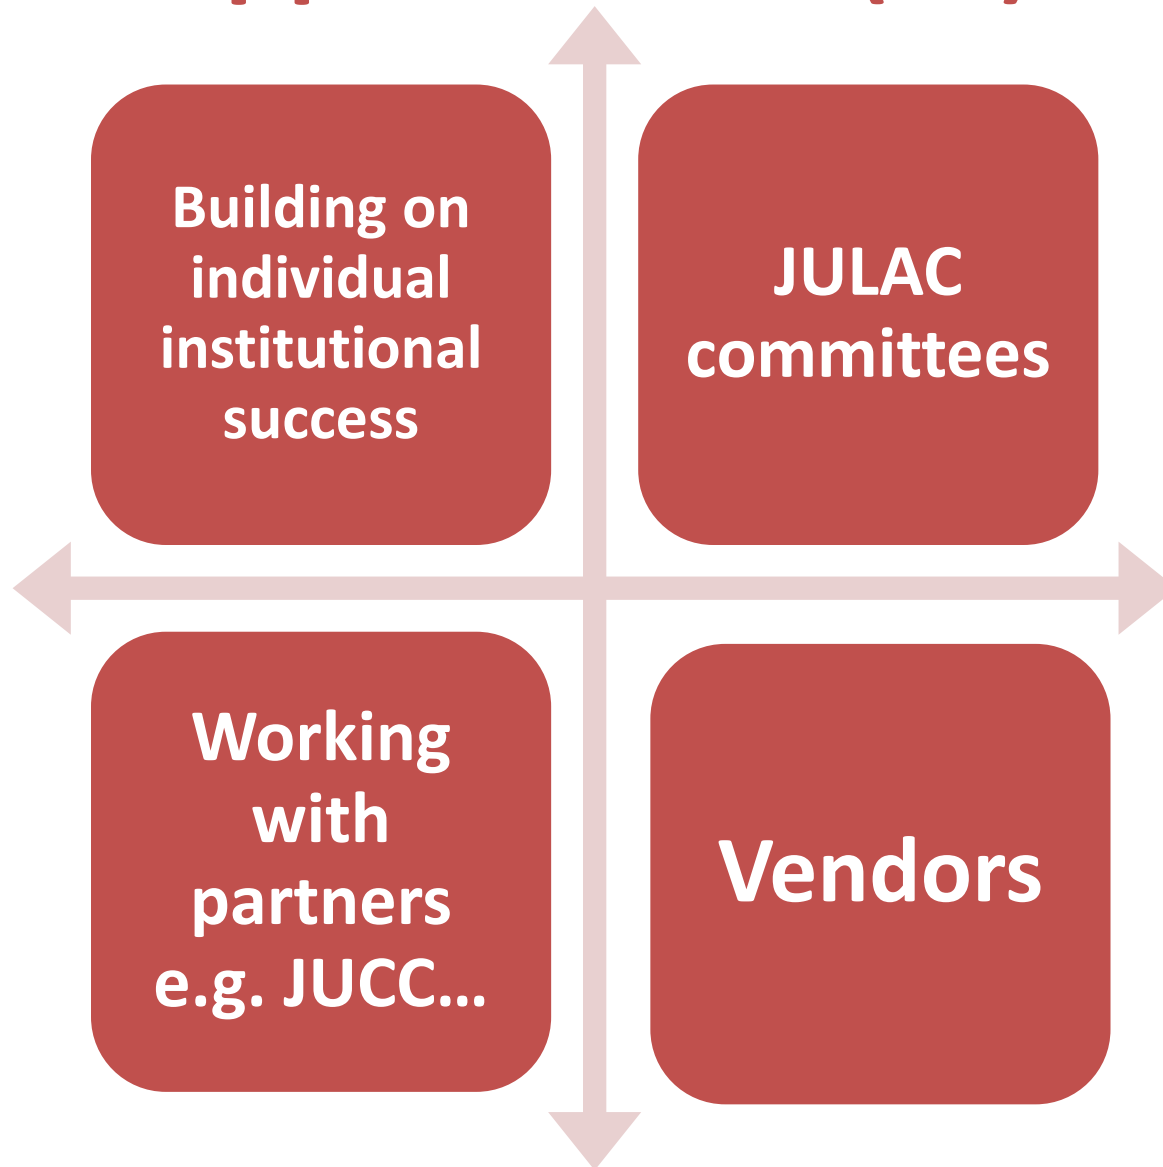 Building on
individual
institutional
success
JULAC
committees
Working
with
partners
e.g. JUCC...
Vendors